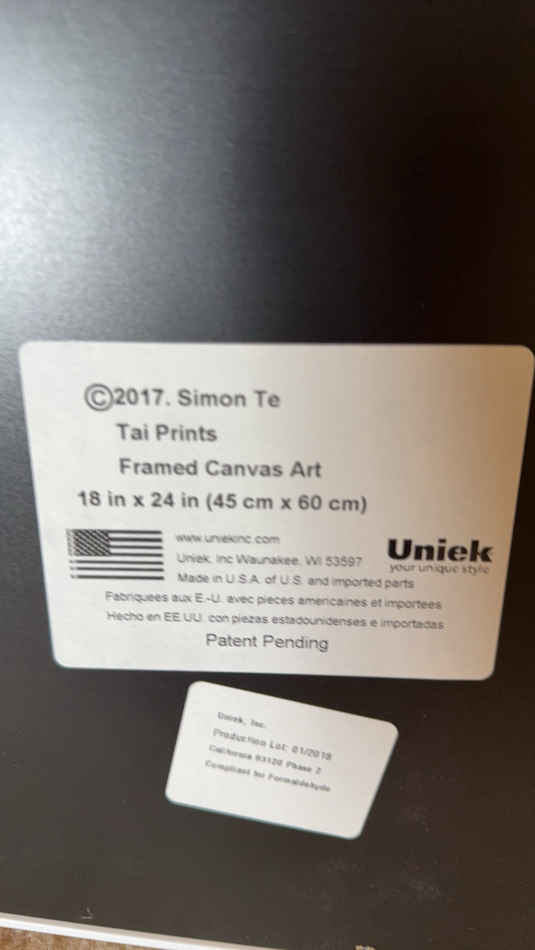 ©2017. Simon Te
Tai Prints
Framed Canvas Art
18 in x 24 in (45 cm x 60 cm)
www.uniekinc.com
Uniek, Inc Waunakee, WI 53597
Made in U.S.A. of U.S. and imported parts
Uniek
your unique style
Fabriquees aux E.-U. avec pieces americaines et importees
Hecho en EE.UU. con piezas estadounidenses e importadas
Patent Pending
Uniek, Inc.
Production Lot: 01/2018
California 93120 Phase 2
Compliant for Formaldehyde